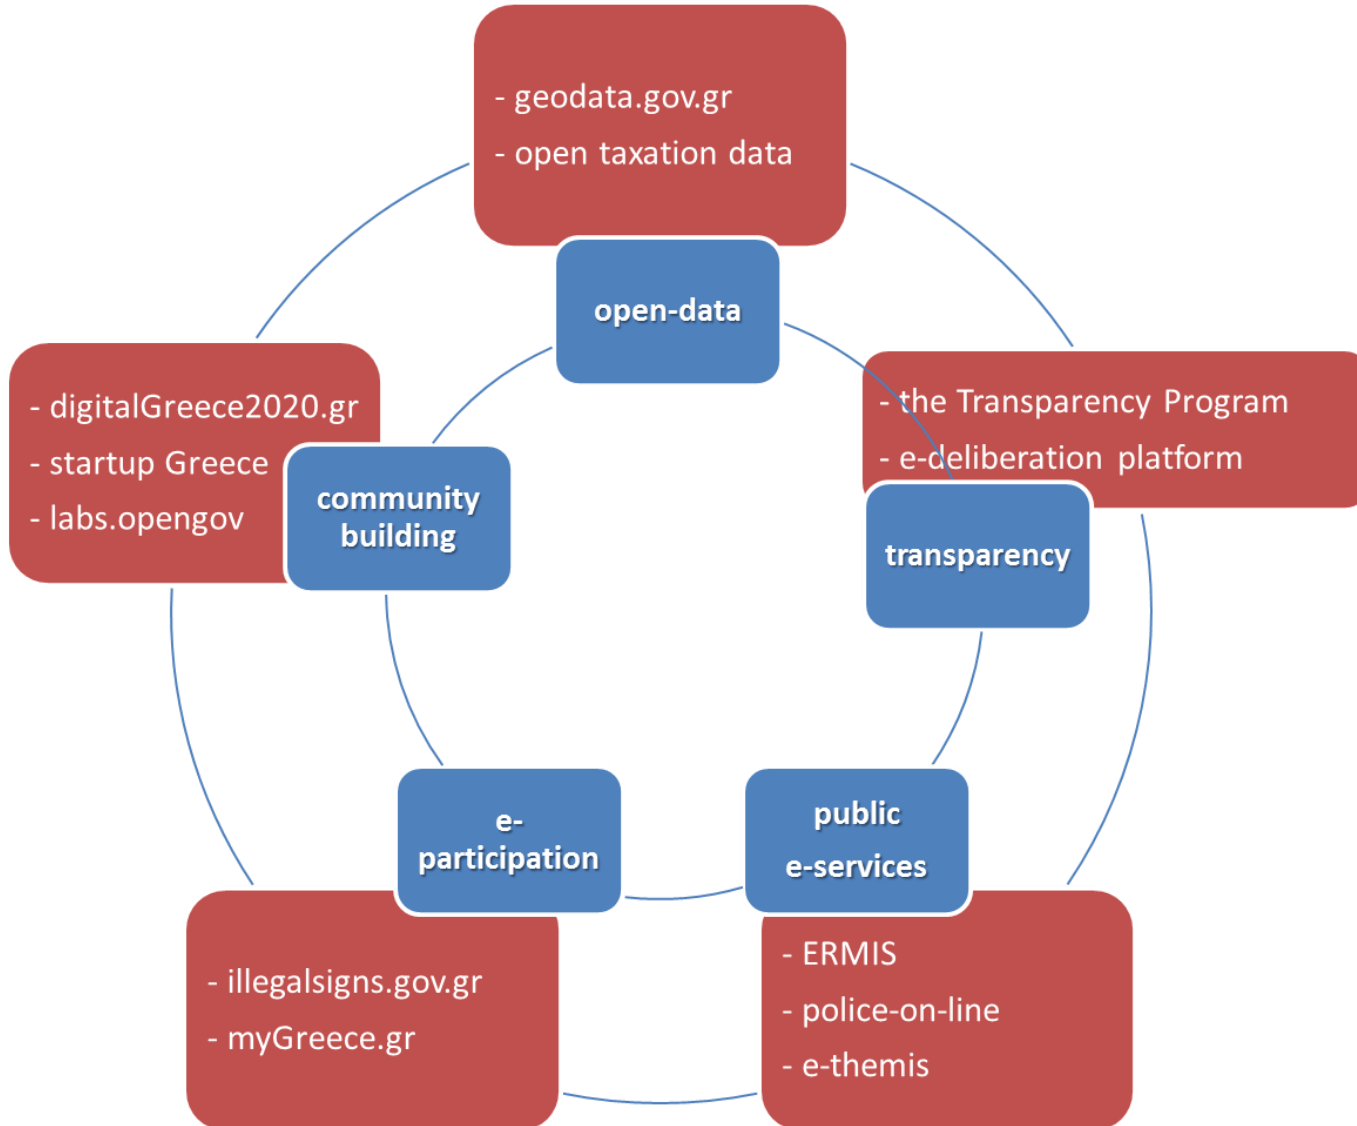 - geodata.gov.gr
- open taxation data
open-data
- the Transparency Program
- e-deliberation platform
transparency
public
e-services
- ERMIS
- police-on-line
- e-themis
e-
participation
- illegalsigns.gov.gr
- myGreece.gr
- digitalGreece2020.gr
- startup Greece
- labs.opengov
community
building